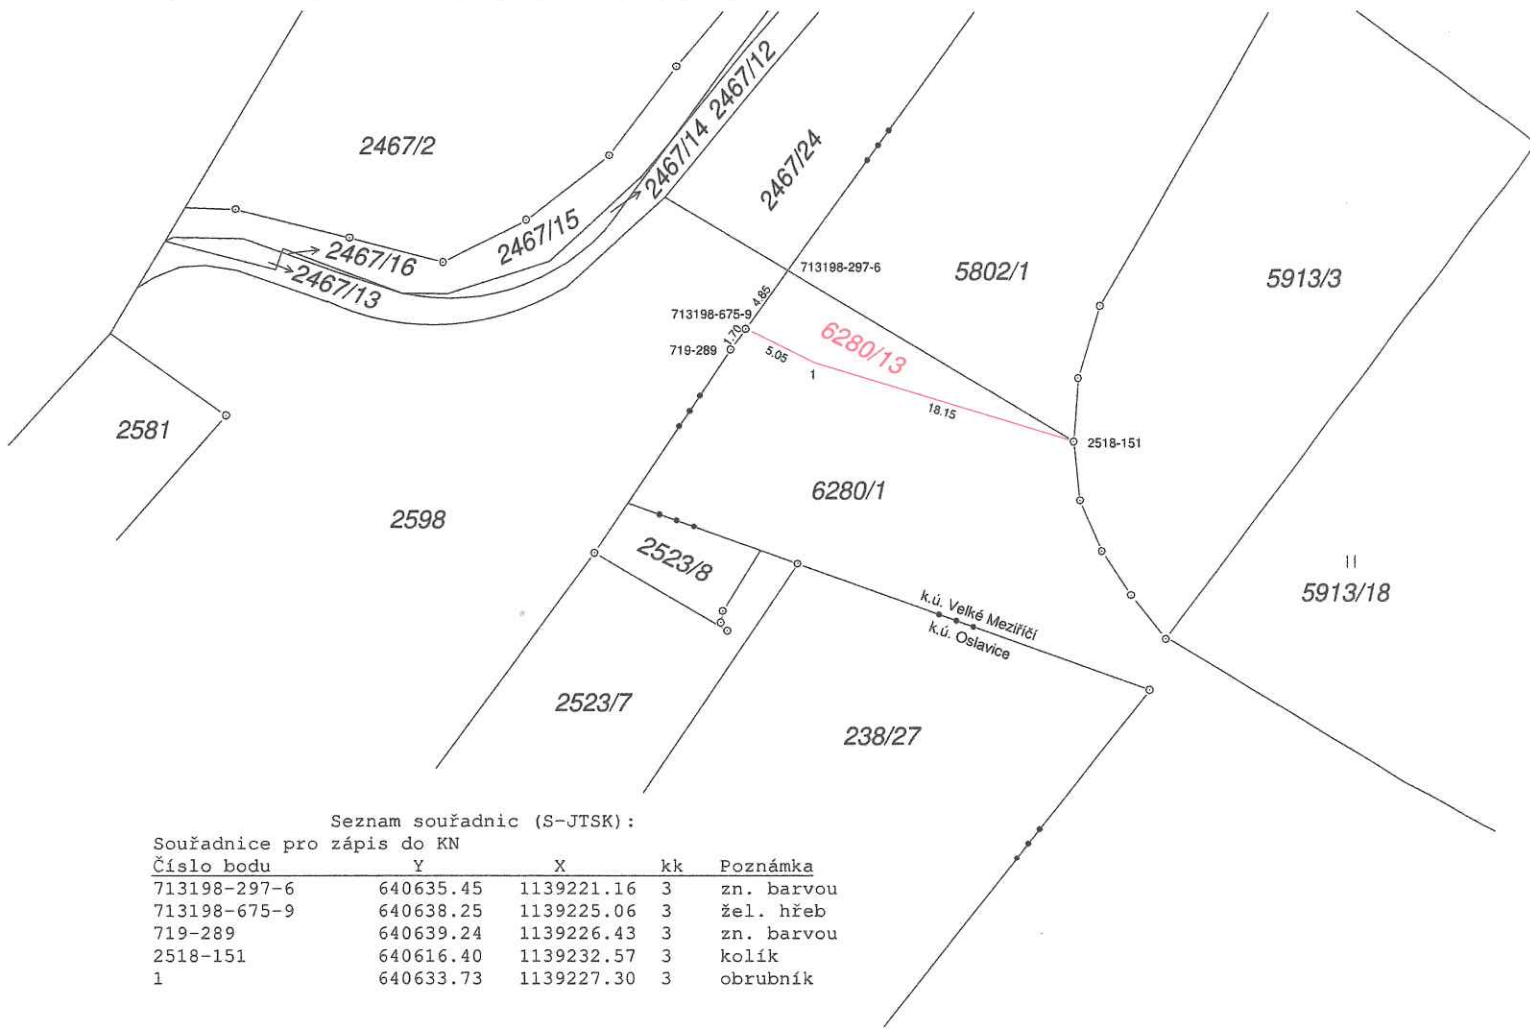 2467/12
2467/14
2467/2
2467/24
2467/15
2467/16
2467/13
713198-297-6
5802/1
5913/3
4.85
713198-675-9
1.70
719-289
5.05
6280/13
1
18.15
2581
2518-151
6280/1
2598
2523/8
5913/18
k.ú. Velké Meziříčí
k.ú. Oslavice
2523/7
238/27
Seznam souřadnic (S-JTSK):
Souřadnice pro zápis do KN
Číslo bodu Y X kk Poznámka
713198-297-6 640635.45 1139221.16 3 zn. barvou
713198-675-9 640638.25 1139225.06 3 žel. hřeb
719-289 640639.24 1139226.43 3 zn. barvou
2518-151 640616.40 1139232.57 3 kolík
1 640633.73 1139227.30 3 obrubník